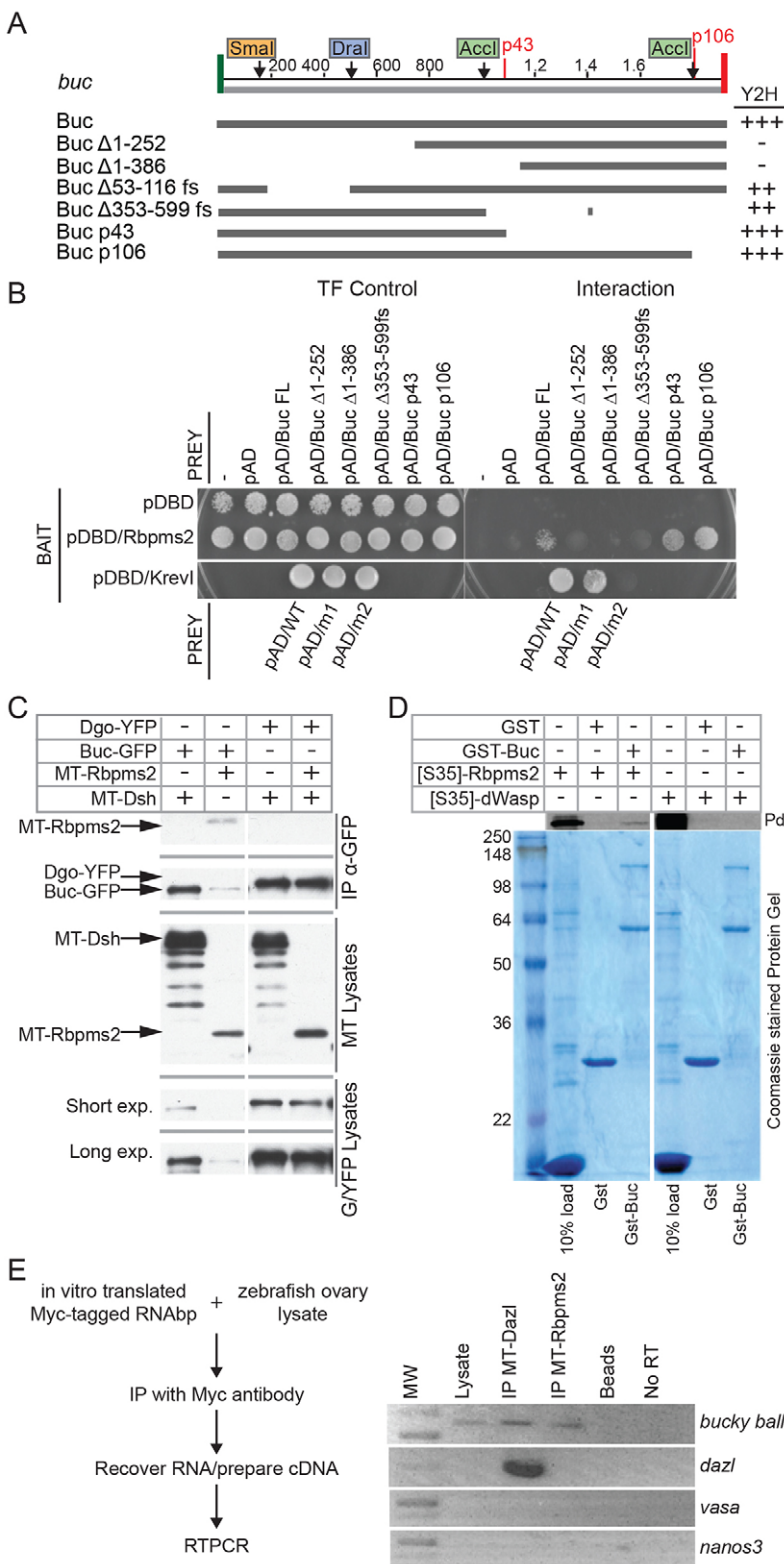 A
SmaI DraI AccI p43 AccI p106
200 400 600 800 1.2 1.6
buc
Y2H
Buc +++
Buc Δ1-252 -
Buc Δ1-386 -
Buc Δ53-116 fs ++
Buc Δ353-599 fs ++
Buc p43 +++
Buc p106 +++
B
TF Control Interaction
PREY - pAD pAD/Buc FL pAD/Buc Δ1-252 pAD/Buc Δ1-386 pAD/Buc Δ353-599fs pAD/Buc p43 pAD/Buc p106
- pAD pAD/Buc FL pAD/Buc Δ1-252 pAD/Buc Δ1-386 pAD/Buc Δ353-599fs pAD/Buc p43 pAD/Buc p106
BAIT
pDBD
pDBD/Rbpms2
pDBD/KrevI
PREY pAD/WT pAD/m1 pAD/m2 pAD/WT pAD/m1 pAD/m2
C
Dgo-YFP - - + +
Buc-GFP + + - -
MT-Rbpms2 - + - +
MT-Dsh + - + +
MT-Rbpms2
Dgo-YFP
Buc-GFP
IP α-GFP
MT-Dsh
MT-Rbpms2
MT Lysates
Short exp.
Long exp.
G/YFP Lysates
D
GST - + - - + -
GST-Buc - - + - - +
[S35]-Rbpms2 + + + - - -
[S35]-dWasp - - - + + +
Pd
250
148
98
64
50
36
22
Coomassie stained Protein Gel
10% load Gst Gst-Buc 10% load Gst Gst-Buc
E
in vitro translated
Myc-tagged RNAbp
+
zebrafish ovary
lysate
IP with Myc antibody
Recover RNA/prepare cDNA
RTPCR
MW Lysate IP MT-Dazl IP MT-Rbpms2 Beads No RT
bucky ball
dazl
vasa
nanos3